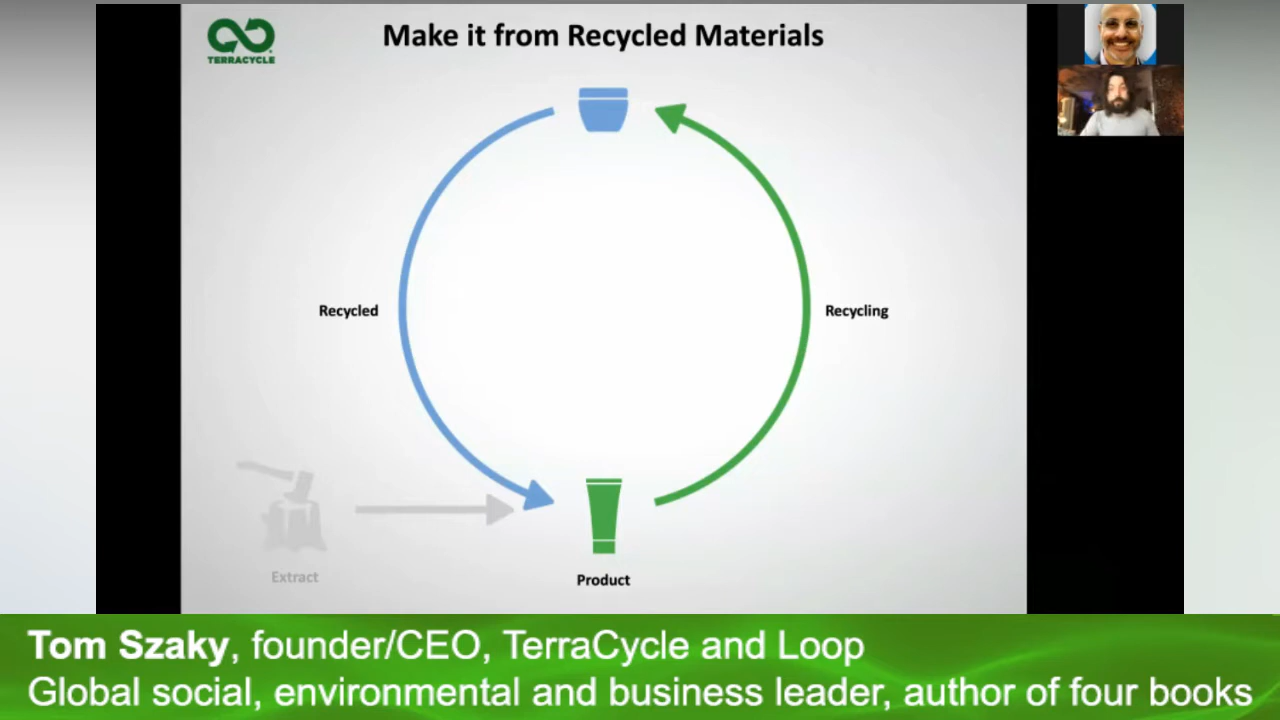 TERRACYCLE
Make it from Recycled Materials
Recycled
Recycling
Extract
Product
Tom Szaky, founder/CEO, TerraCycle and Loop
Global social, environmental and business leader, author of four books